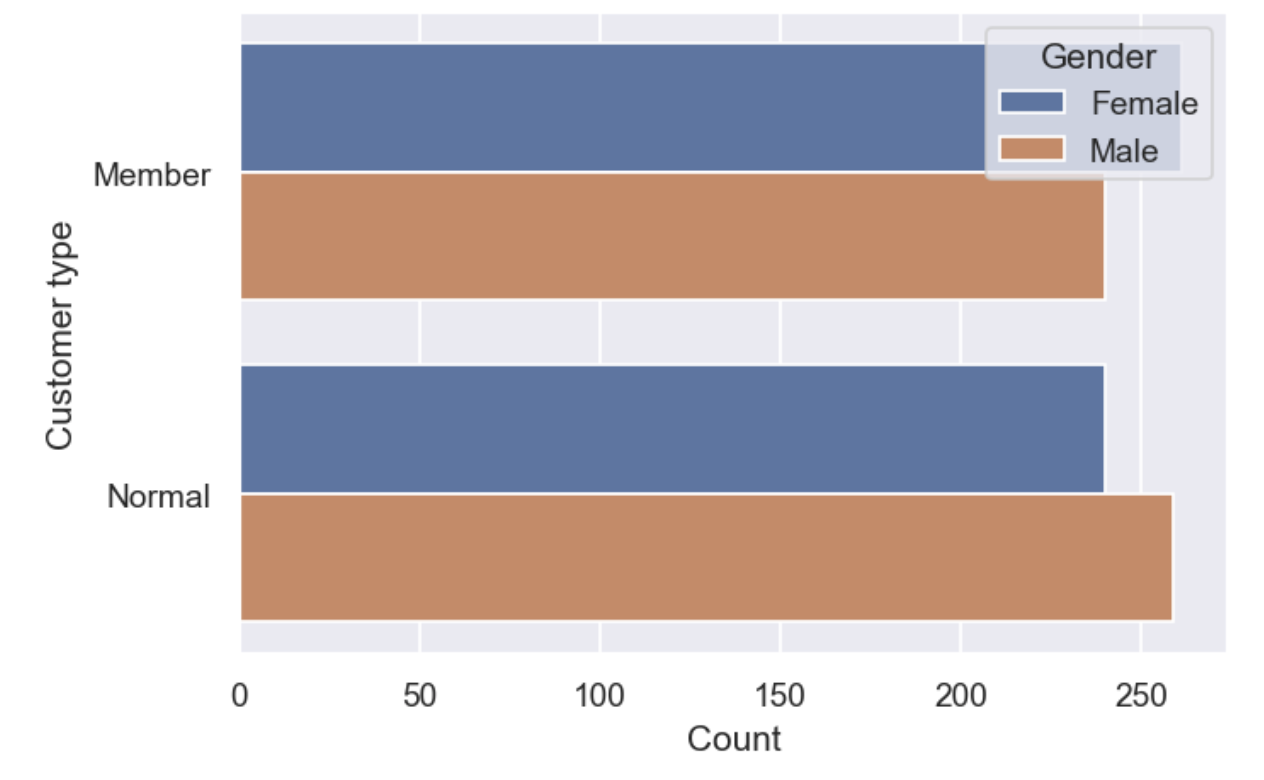 Gender
Female
Male
Member
Normal
Customer type
0 50 100 150 200 250
Count